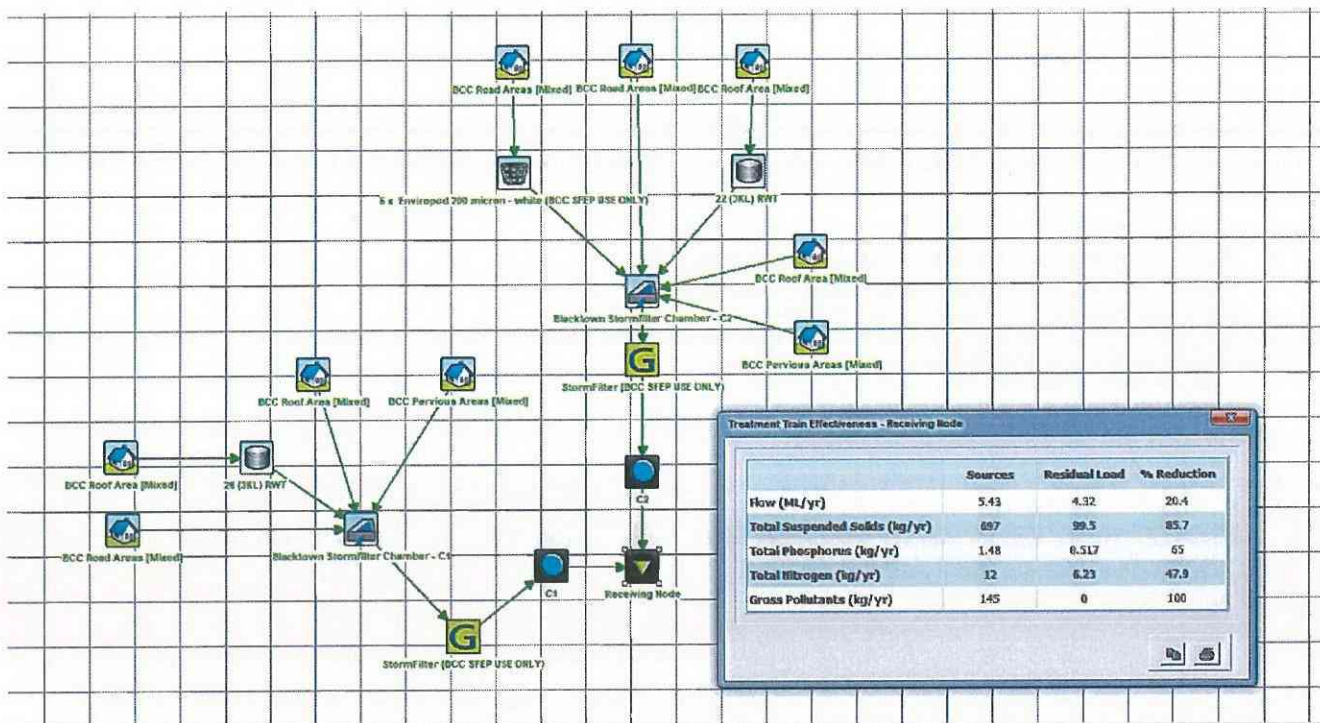 BCC Road Areas [Mixed]
BCC Road Areas [Mixed]
BCC Roof Area [Mixed]
6 x Enviropod 200 micron - white (BCC SFEP USE ONLY)
22 (3KL) RWT
BCC Roof Area [Mixed]
Blacktown Stormfilter Chamber - C2
BCC Pervious Areas [Mixed]
G
StormFilter (BCC SFEP USE ONLY)
BCC Roof Area [Mixed]
BCC Pervious Areas [Mixed]
BCC Roof Area [Mixed]
26 (3KL) RWT
C2
BCC Road Areas [Mixed]
Blacktown Stormfilter Chamber - C1
C1
Receiving Node
G
StormFilter (BCC SFEP USE ONLY)
Treatment Train Effectiveness - Receiving Node
Sources Residual Load % Reduction
Flow (ML/yr) 5.43 4.32 20.4
Total Suspended Solids (kg/yr) 697 99.5 85.7
Total Phosphorus (kg/yr) 1.48 0.517 65
Total Nitrogen (kg/yr) 12 6.23 47.9
Gross Pollutants (kg/yr) 145 0 100